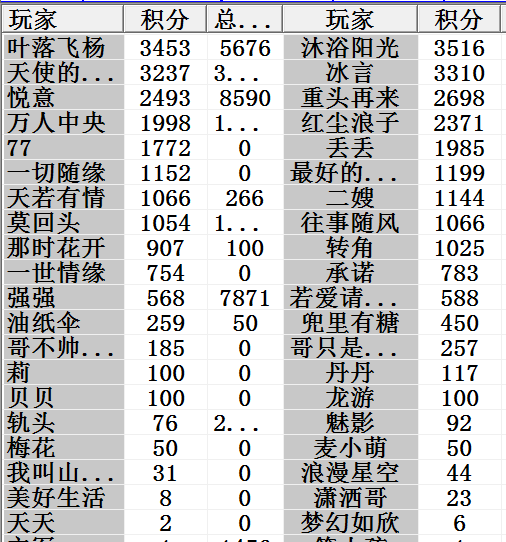 玩家 积分 总... 玩家 积分
叶落飞杨 3453 5676 沐浴阳光 3516
天使的... 3237 3... 冰言 3310
悦意 2493 8590 重头再来 2698
万人中央 1998 1... 红尘浪子 2371
77 1772 0 丢丢 1985
一切随缘 1152 0 最好的... 1199
天若有情 1066 266 二嫂 1144
莫回头 1054 1... 往事随风 1066
那时花开 907 100 转角 1025
一世情缘 754 0 承诺 783
强强 568 7871 若爱请... 588
油纸伞 259 50 兜里有糖 450
哥不帅... 185 0 哥只是... 257
莉 100 0 丹丹 117
贝贝 100 0 龙游 100
轨头 76 2... 魅影 92
梅花 50 0 麦小萌 50
我叫山... 31 0 浪漫星空 44
美好生活 8 0 潇洒哥 23
天天 2 0 梦幻如欣 6